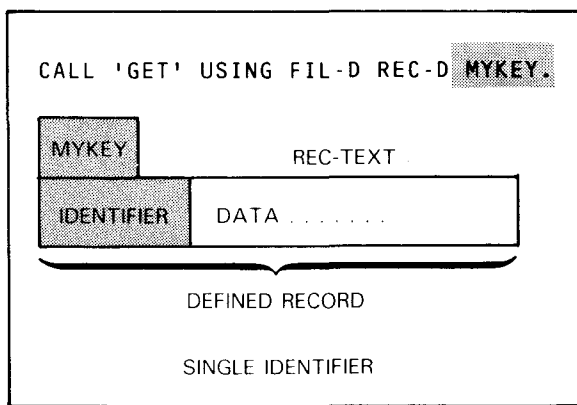 CALL 'GET' USING FIL-D REC-D MYKEY.
MYKEY
REC-TEXT
IDENTIFIER DATA.......
DEFINED RECORD
SINGLE IDENTIFIER